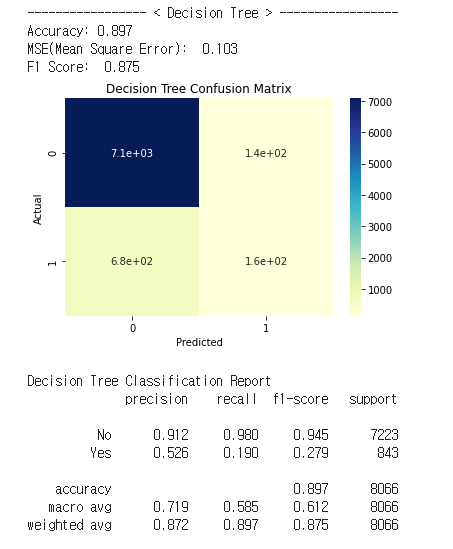 ------------------ < Decision Tree > ------------------
Accuracy: 0.897
MSE(Mean Square Error):  0.103
F1 Score:  0.875
Decision Tree Confusion Matrix
7.1e+03 1.4e+02
6.8e+02 1.6e+02
0
1
Actual
0 1
Predicted
7000
6000
5000
4000
3000
2000
1000
Decision Tree Classification Report
precision recall f1-score support
No 0.912 0.980 0.945 7223
Yes 0.526 0.190 0.279 843
accuracy 0.897 8066
macro avg 0.719 0.585 0.612 8066
weighted avg 0.872 0.897 0.875 8066